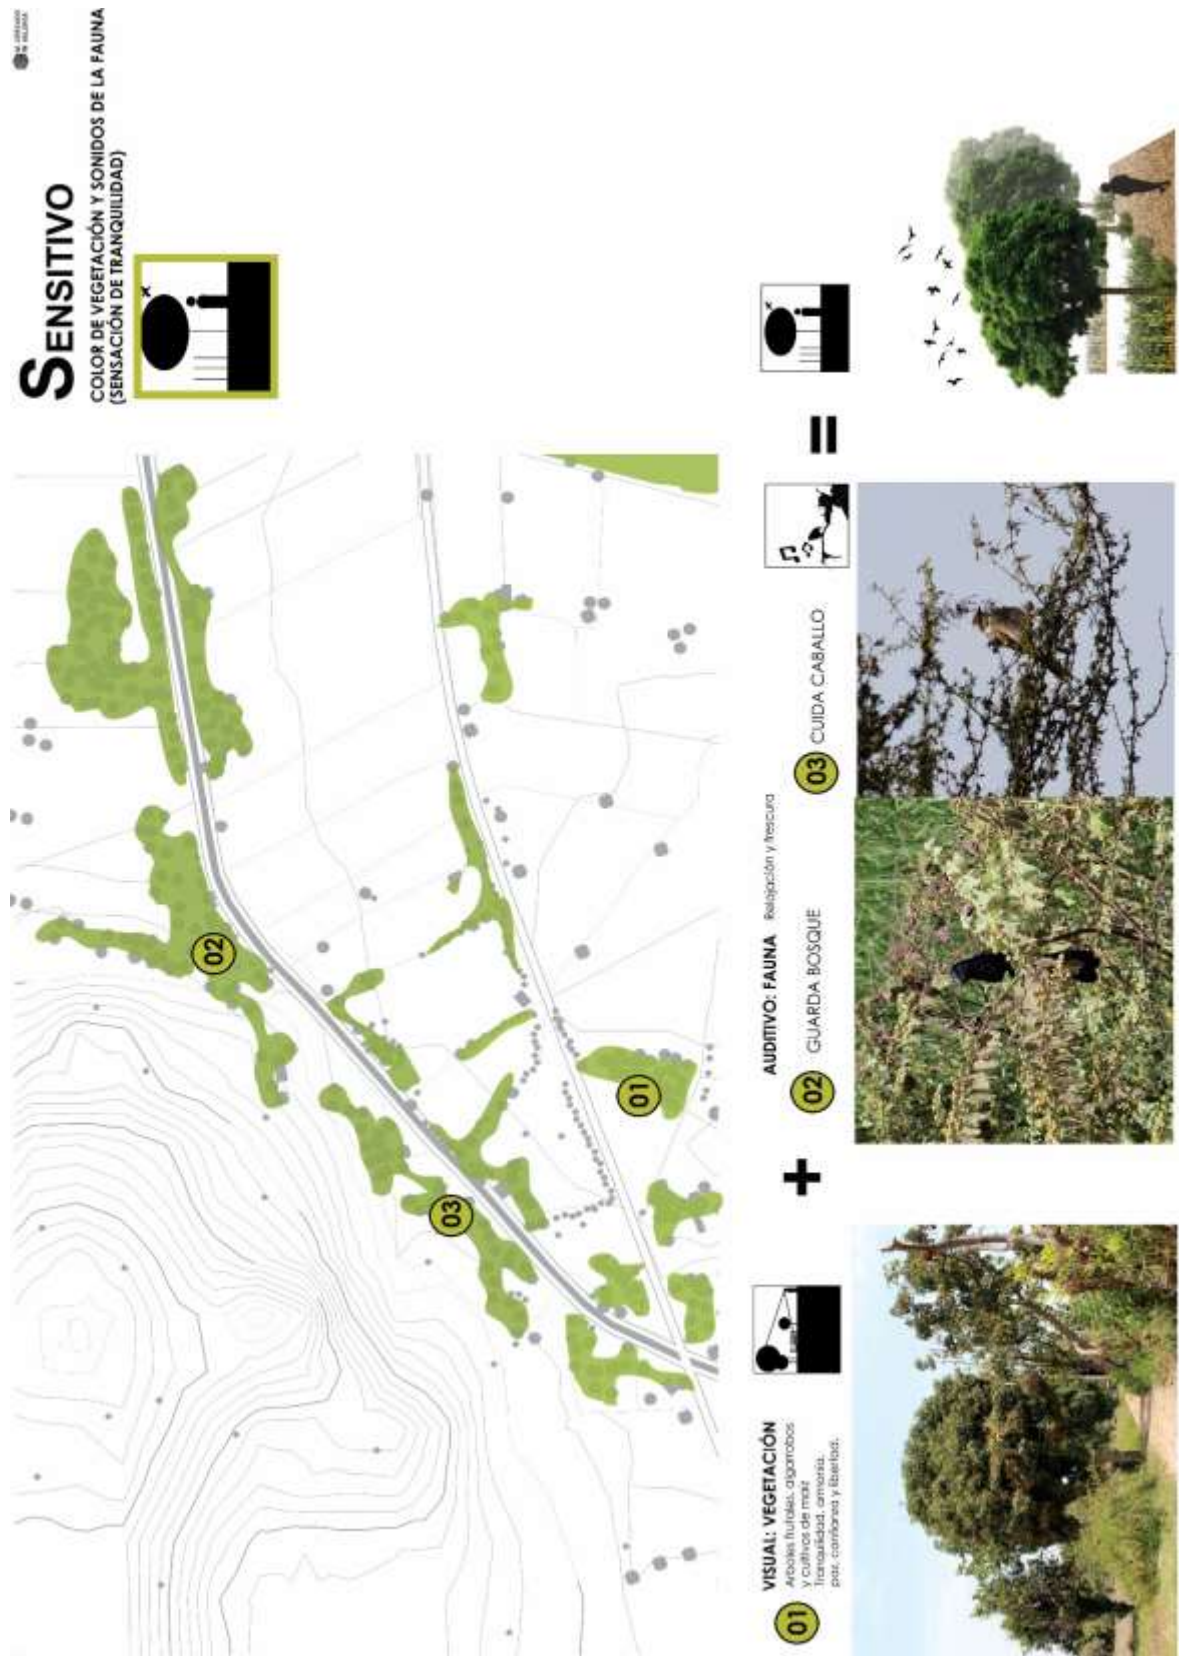 SENSITIVO
COLOR DE VEGETACIÓN Y SONIDOS DE LA FAUNA
(SENSACIÓN DE TRANQUILIDAD)
02
03
01
01
VISUAL: VEGETACIÓN
Arboles frutales, algarrobos
y cultivos de maiz
Tranquilidad, armonía,
paz, confianza y libertad.
+
AUDITIVO: FAUNA Relajación y frescura
02 GUARDA BOSQUE
03 CUIDA CABALLO
=